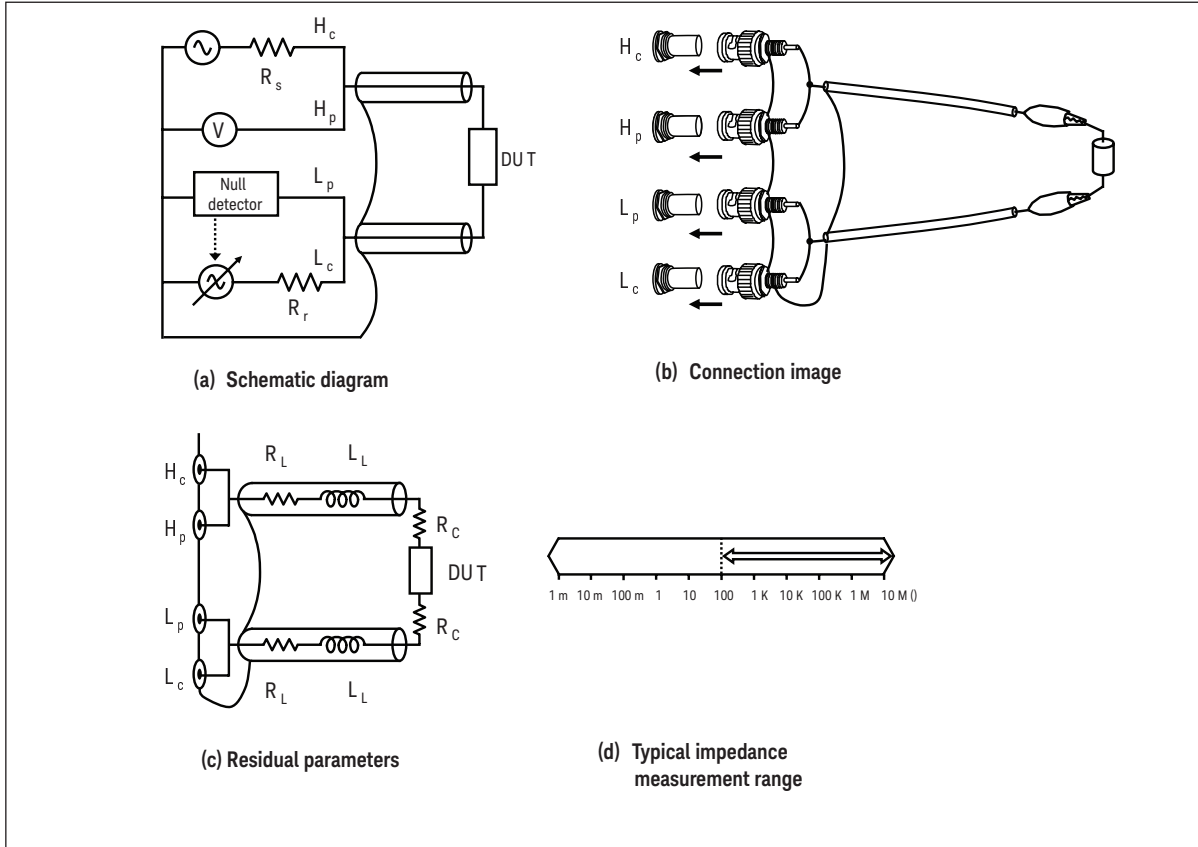 H c
R s
H p
V
DUT
Null
detector
L p
L c
R r
(a) Schematic diagram
H c
H p
L p
L c
(b) Connection image
H c
H p
L p
L c
R L
L L
R C
DUT
R C
R L
L L
(c) Residual parameters
1 m 10 m 100 m 1 10 100 1 K 10 K 100 K 1 M 10 M ()
(d) Typical impedance
measurement range